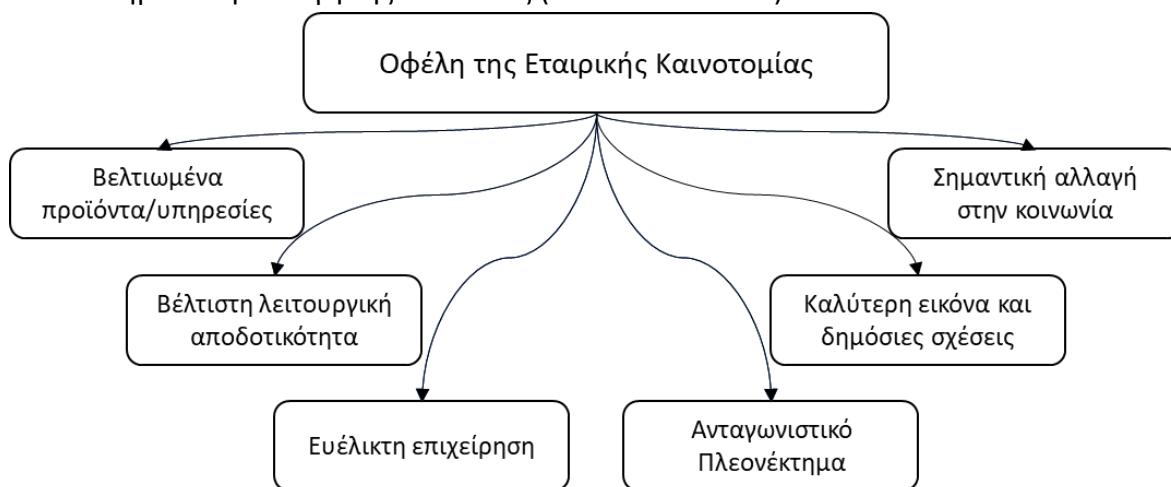 Οφέλη της Εταιρικής Καινοτομίας
Βελτιωμένα
προϊόντα/υπηρεσίες
Σημαντική αλλαγή
στην κοινωνία
Βέλτιστη λειτουργική
αποδοτικότητα
Καλύτερη εικόνα και
δημόσιες σχέσεις
Ευέλικτη επιχείρηση
Ανταγωνιστικό
Πλεονέκτημα